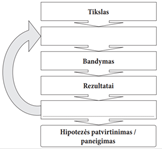 Tikslas
Bandymas
Rezultatai
Hipotezės patvirtinimas /
paneigimas